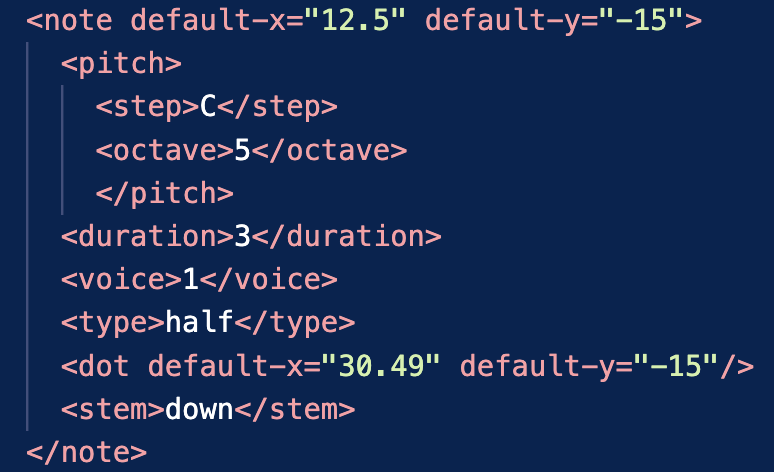 <note default-x="12.5" default-y="-15">
<pitch>
<step>C</step>
<octave>5</octave>
</pitch>
<duration>3</duration>
<voice>1</voice>
<type>half</type>
<dot default-x="30.49" default-y="-15"/>
<stem>down</stem>
</note>